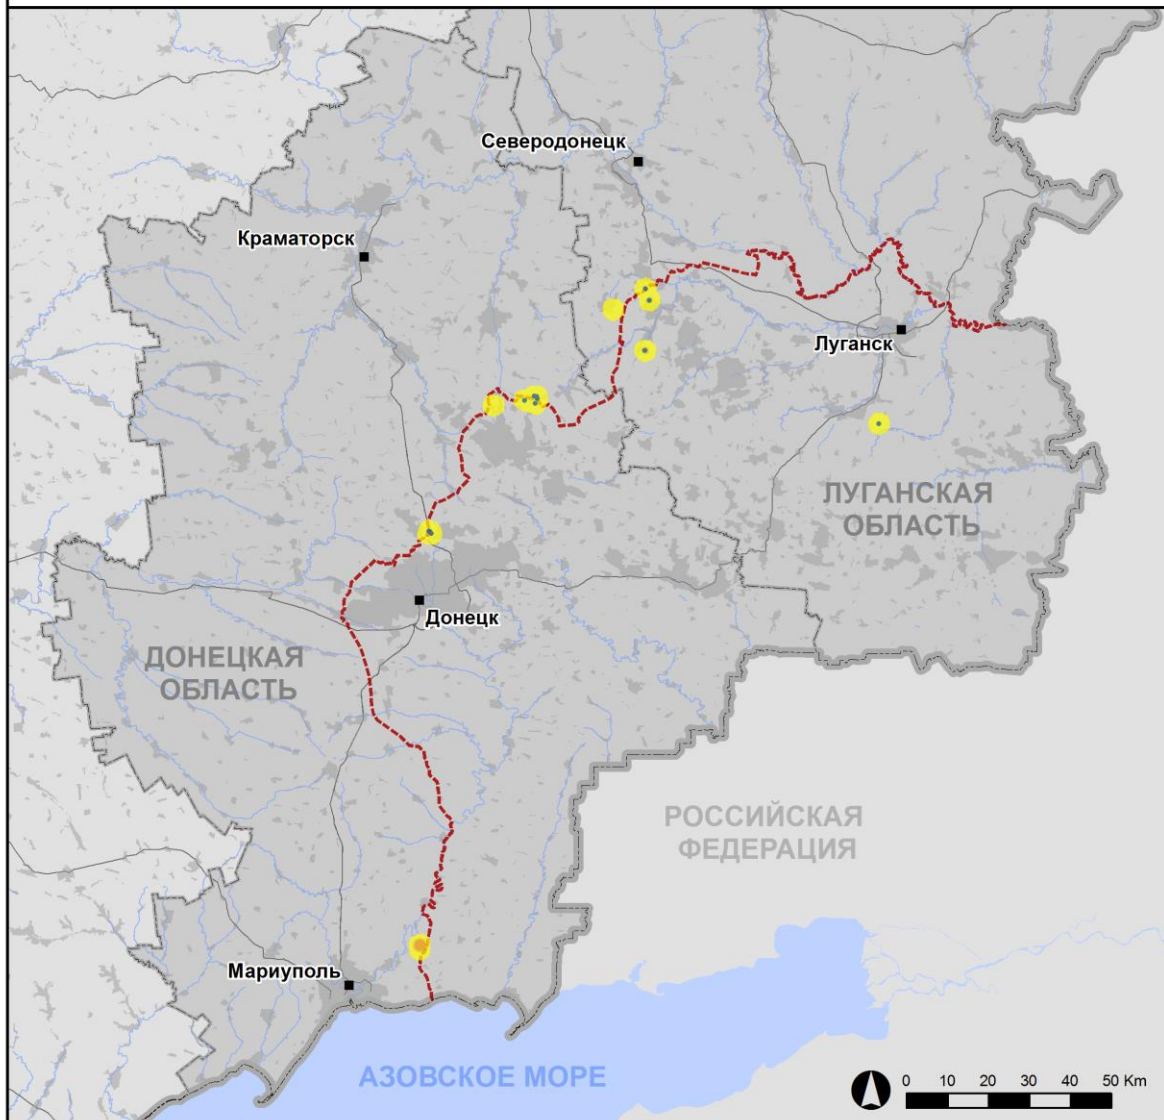 Северодонецк
Краматорск
Луганск
ЛУГАНСКАЯ
ОБЛАСТЬ
Донецк
ДОНЕЦКАЯ
ОБЛАСТЬ
РОССИЙСКАЯ
ФЕДЕРАЦИЯ
Мариуполь
АЗОВСКОЕ МОРЕ
0 10 20 30 40 50 Km